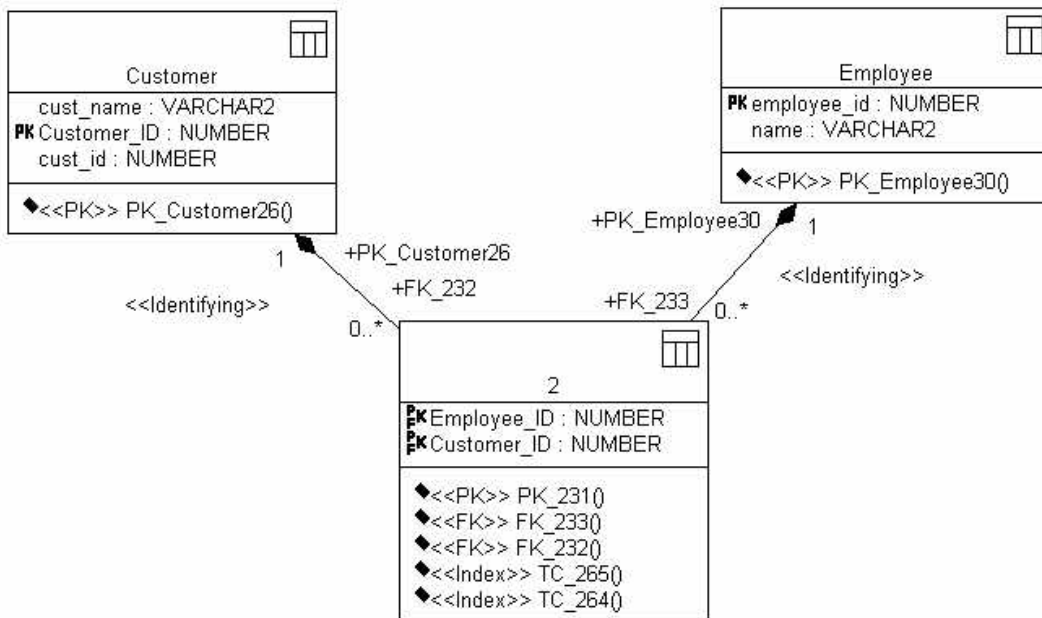 Customer
cust_name : VARCHAR2
PK Customer_ID : NUMBER
cust_id : NUMBER
<<PK>> PK_Customer26()
Employee
PK employee_id : NUMBER
name : VARCHAR2
<<PK>> PK_Employee30()
1
+PK_Customer26
<<Identifying>>
+FK_232
0..*
+PK_Employee30
1
<<Identifying>>
+FK_233
0..*
2
PFK Employee_ID : NUMBER
PFK Customer_ID : NUMBER
<<PK>> PK_231()
<<FK>> FK_233()
<<FK>> FK_232()
<<Index>> TC_265()
<<Index>> TC_264()